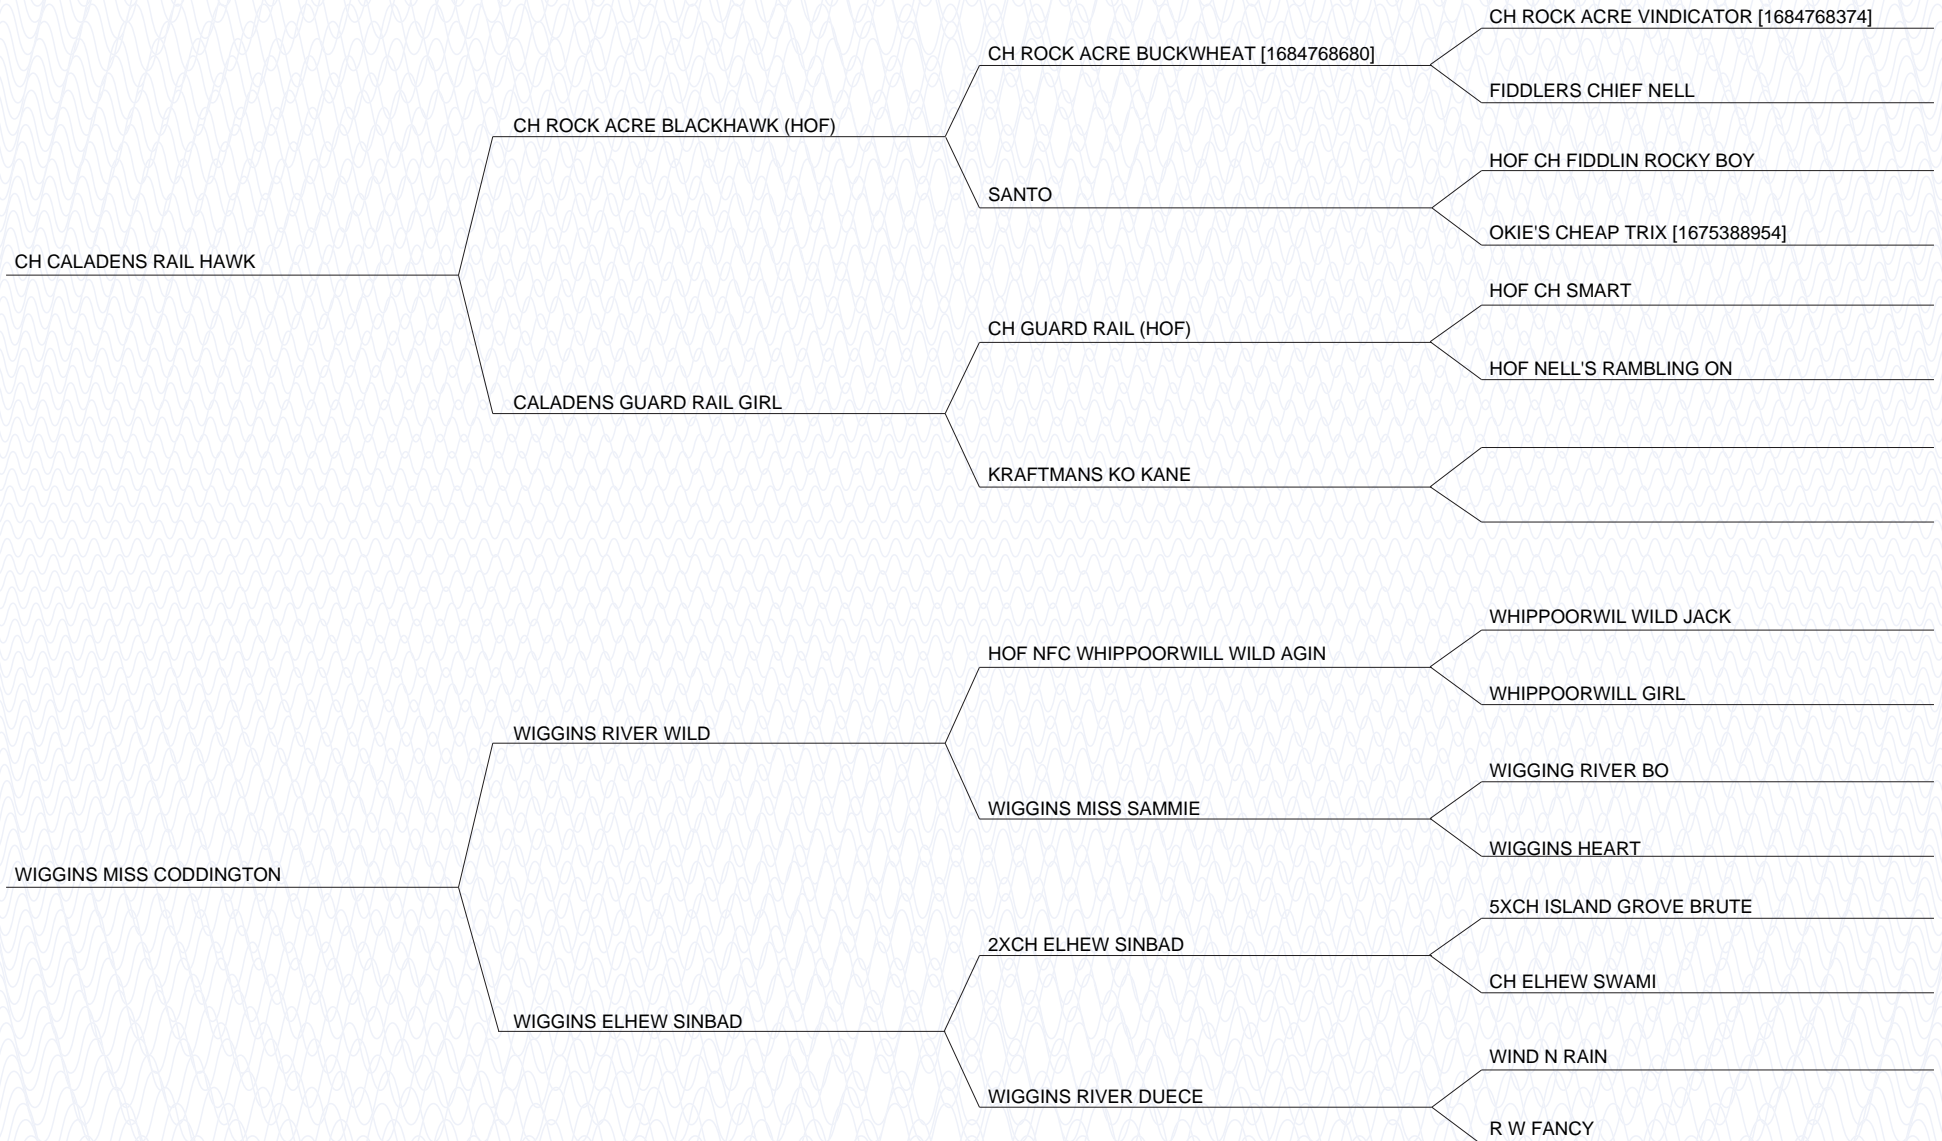 CH ROCK ACRE VINDICATOR [1684768374]
CH ROCK ACRE BUCKWHEAT [1684768680]
FIDDLERS CHIEF NELL
CH ROCK ACRE BLACKHAWK (HOF)
HOF CH FIDDLIN ROCKY BOY
SANTO
OKIE'S CHEAP TRIX [1675388954]
CH CALADENS RAIL HAWK
HOF CH SMART
CH GUARD RAIL (HOF)
HOF NELL'S RAMBLING ON
CALADENS GUARD RAIL GIRL
KRAFTMANS KO KANE
WHIPPOORWIL WILD JACK
HOF NFC WHIPPOORWILL WILD AGIN
WHIPPOORWILL GIRL
WIGGINS RIVER WILD
WIGGING RIVER BO
WIGGINS MISS SAMMIE
WIGGINS HEART
WIGGINS MISS CODDINGTON
5XCH ISLAND GROVE BRUTE
2XCH ELHEW SINBAD
CH ELHEW SWAMI
WIGGINS ELHEW SINBAD
WIND N RAIN
WIGGINS RIVER DUECE
R W FANCY